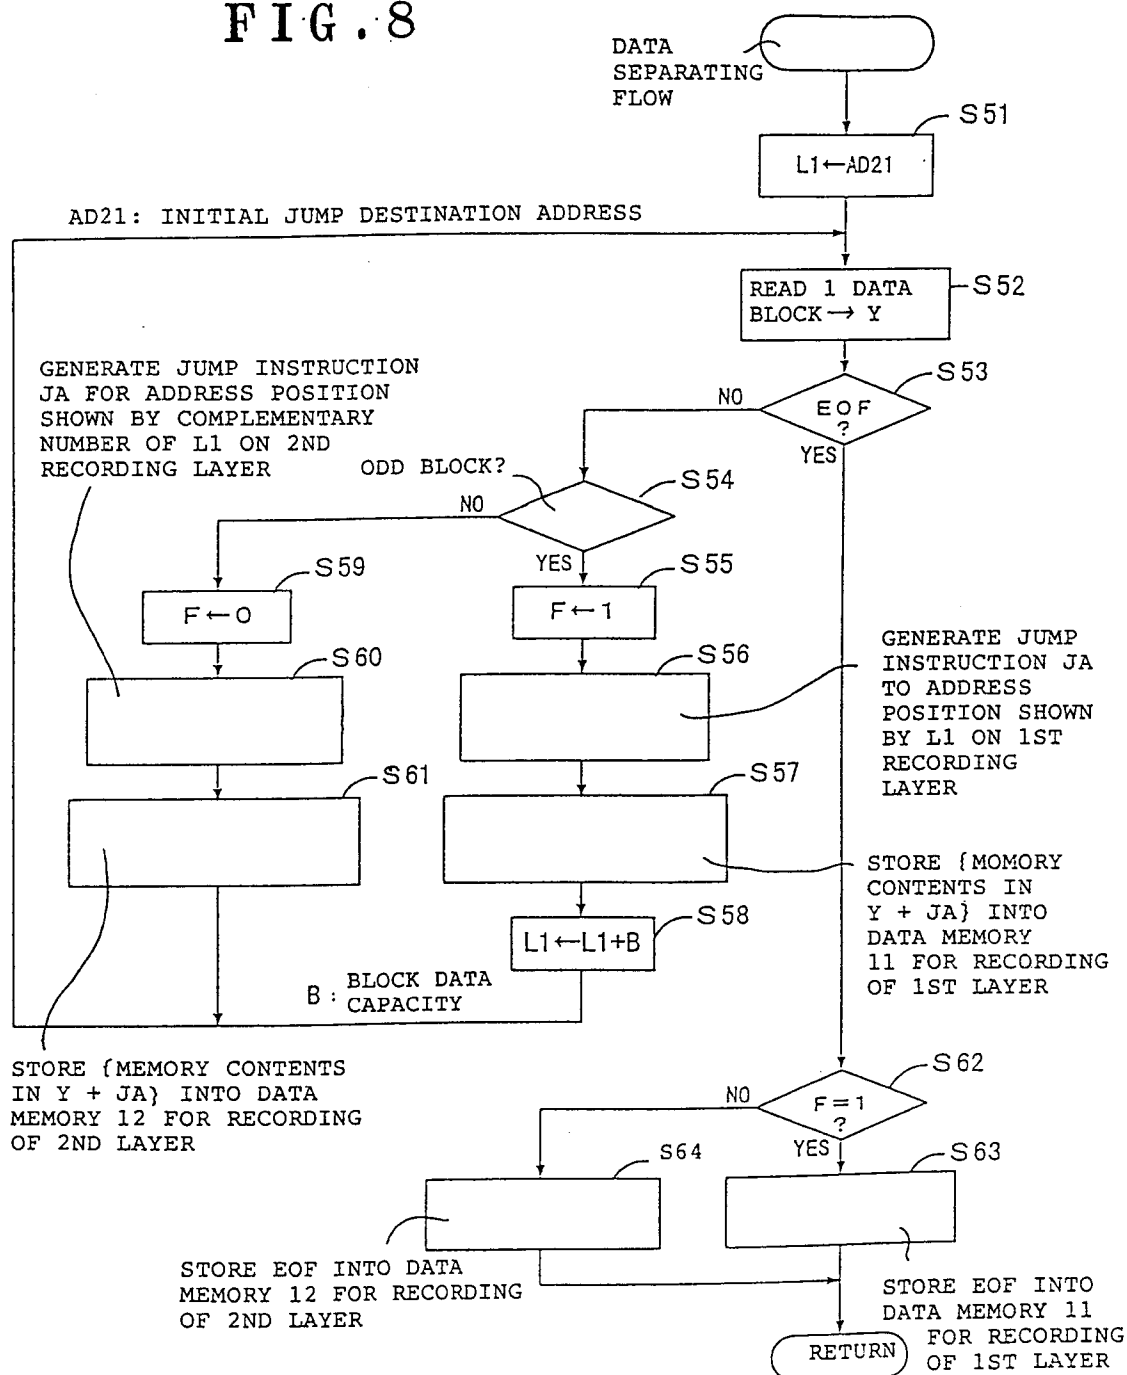 FIG.8
DATA
SEPARATING
FLOW
S51
L1←AD21
AD21: INITIAL JUMP DESTINATION ADDRESS
READ 1 DATA
BLOCK→ Y
S52
GENERATE JUMP INSTRUCTION
JA FOR ADDRESS POSITION
SHOWN BY COMPLEMENTARY
NUMBER OF L1 ON 2ND
RECORDING LAYER
S53
EOF
?
NO
YES
ODD BLOCK?
S54
NO
YES
S59
F←0
S55
F←1
S60
S56
GENERATE JUMP
INSTRUCTION JA
TO ADDRESS
POSITION SHOWN
BY L1 ON 1ST
RECORDING
LAYER
S61
S57
STORE {MOMORY
CONTENTS IN
Y + JA} INTO
DATA MEMORY
11 FOR RECORDING
OF 1ST LAYER
S58
L1←L1+B
B: BLOCK DATA
CAPACITY
STORE {MEMORY CONTENTS
IN Y + JA} INTO DATA
MEMORY 12 FOR RECORDING
OF 2ND LAYER
S62
F=1
?
NO
YES
S64
S63
STORE EOF INTO DATA
MEMORY 12 FOR RECORDING
OF 2ND LAYER
STORE EOF INTO
DATA MEMORY 11
FOR RECORDING
OF 1ST LAYER
RETURN